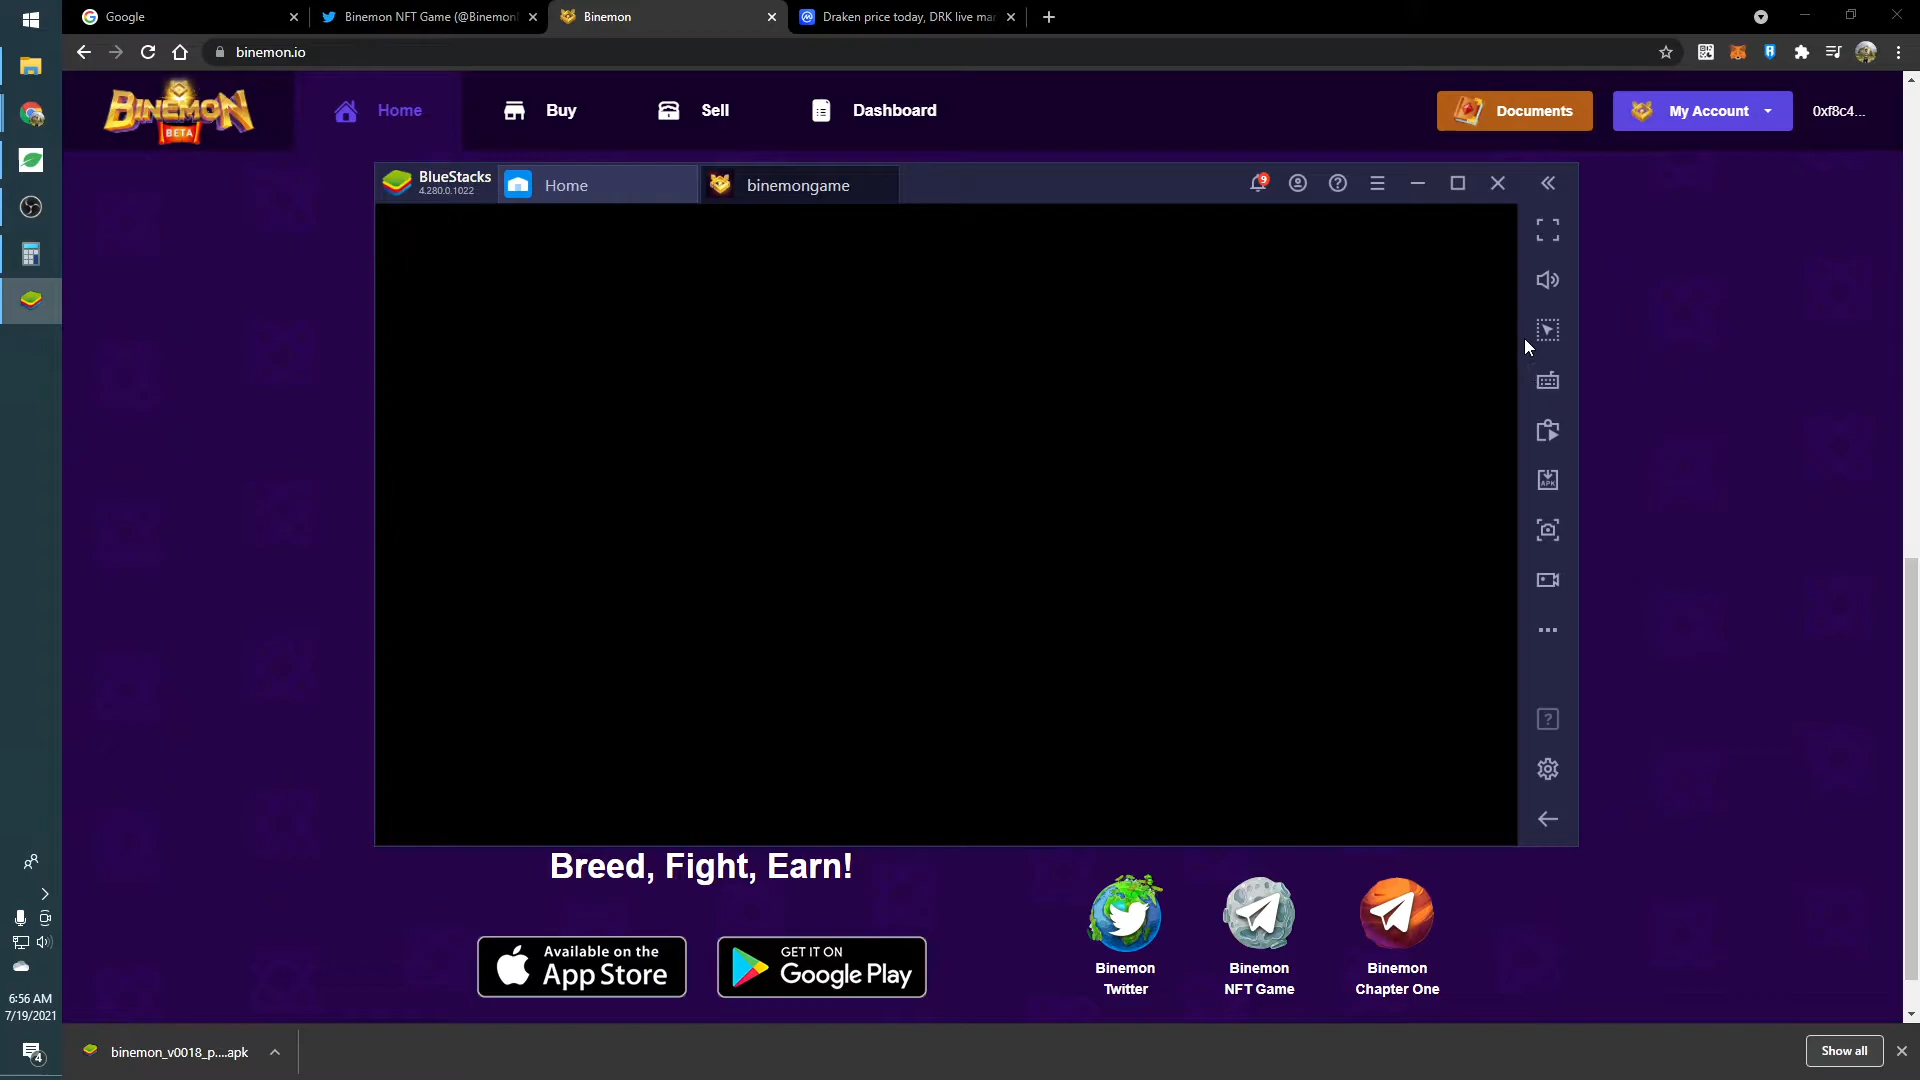 Google
Binemon NFT Game (@Binemon
Binemon
Draken price today, DRK live mar
binemon.io
BINEMON
BETA
Home
Buy
Sell
Dashboard
Documents
My Account
0xf8c4...
BlueStacks
4.280.0.1022
Home
binemongame
9
APK
?
Breed, Fight, Earn!
Available on the
App Store
GET IT ON
Google Play
Binemon
Twitter
Binemon
NFT Game
Binemon
Chapter One
6:56 AM
7/19/2021
4
binemon_v0018_p....apk
Show all